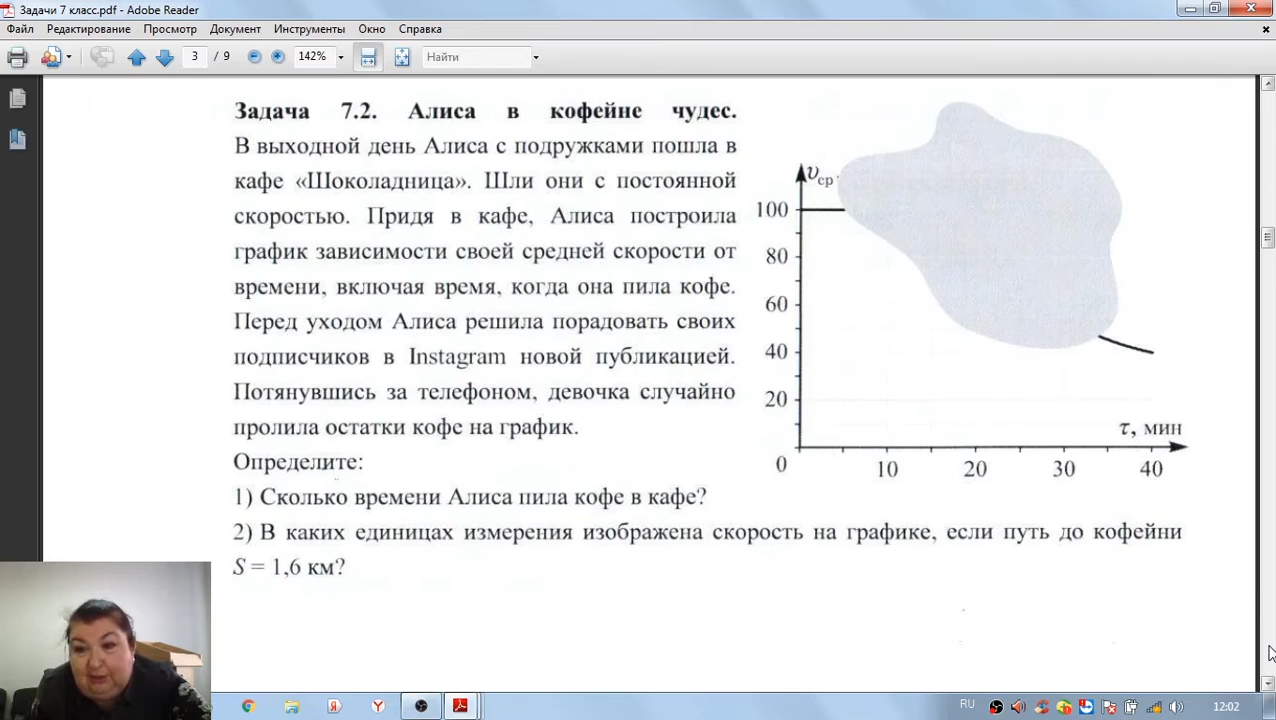 Задачи 7 класс.pdf - Adobe Reader
Файл Редактирование Просмотр Документ Инструменты Окно Справка
3 / 9 142% Найти
Задача 7.2. Алиса в кофейне чудес.
В выходной день Алиса с подружками пошла в
кафе «Шоколадница». Шли они с постоянной
скоростью. Придя в кафе, Алиса построила
график зависимости своей средней скорости от
времени, включая время, когда она пила кофе.
Перед уходом Алиса решила порадовать своих
подписчиков в Instagram новой публикацией.
Потянувшись за телефоном, девочка случайно
пролила остатки кофе на график.
Определите:
1) Сколько времени Алиса пила кофе в кафе?
2) В каких единицах измерения изображена скорость на графике, если путь до кофейни
S = 1,6 км?
υср
100
80
60
40
20
0
τ, мин
10 20 30 40
RU 12:02